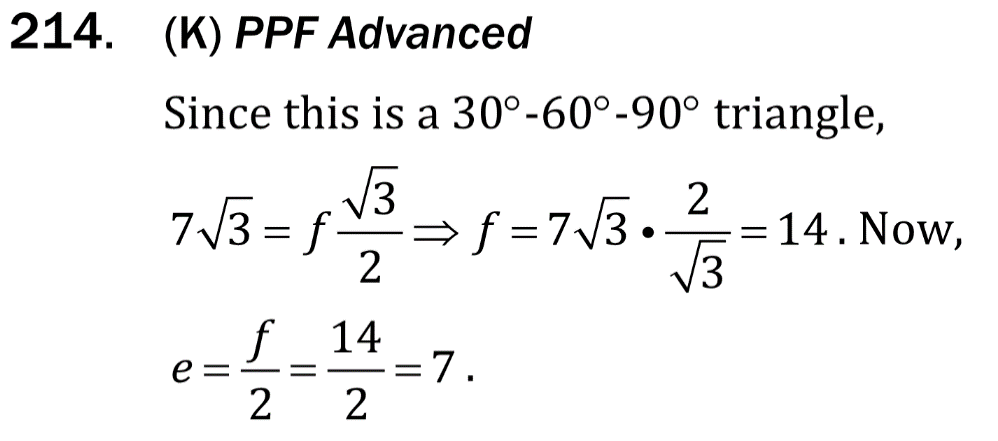 214. (K) PPF Advanced
Since this is a 30°-60°-90° triangle,
7√3 = f √3/2 ⇒ f = 7√3 • 2/√3 = 14 . Now,
e = f/2 = 14/2 = 7 .